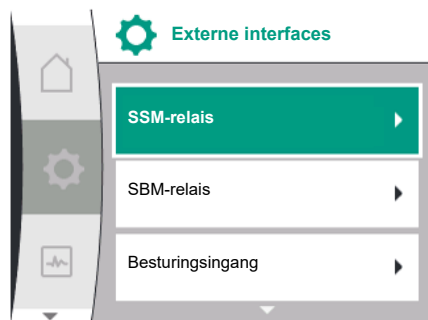 Externe interfaces
SSM-relais
SBM-relais
Besturingsingang